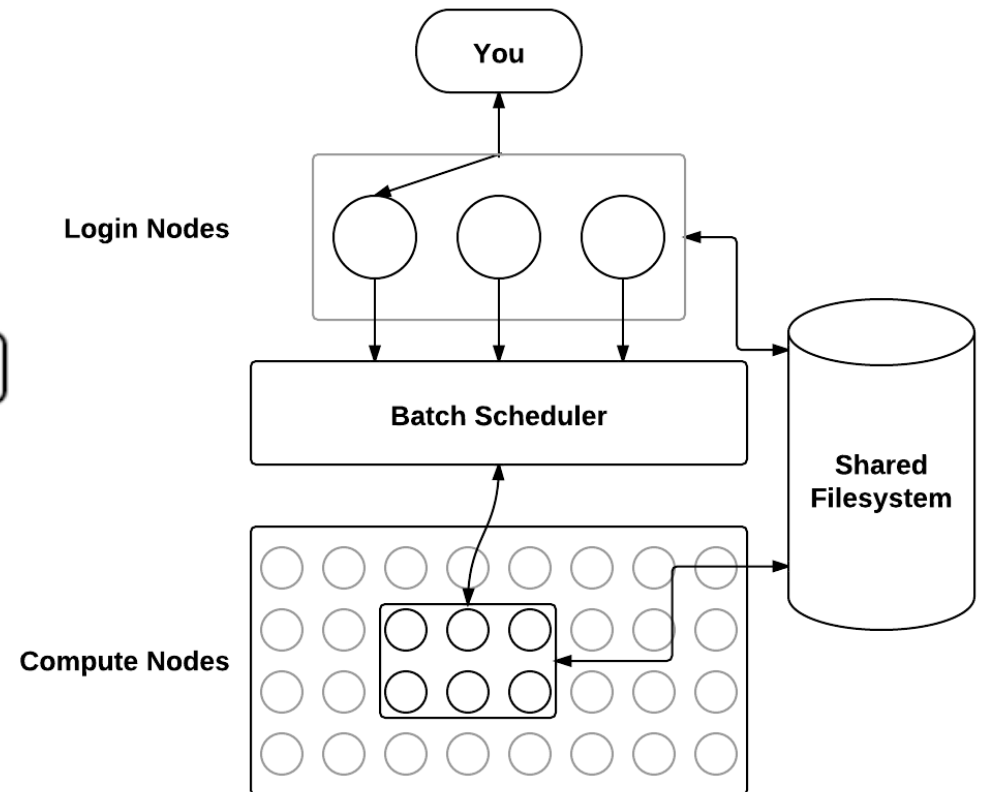 You
Login Nodes
Batch Scheduler
Shared
Filesystem
Compute Nodes